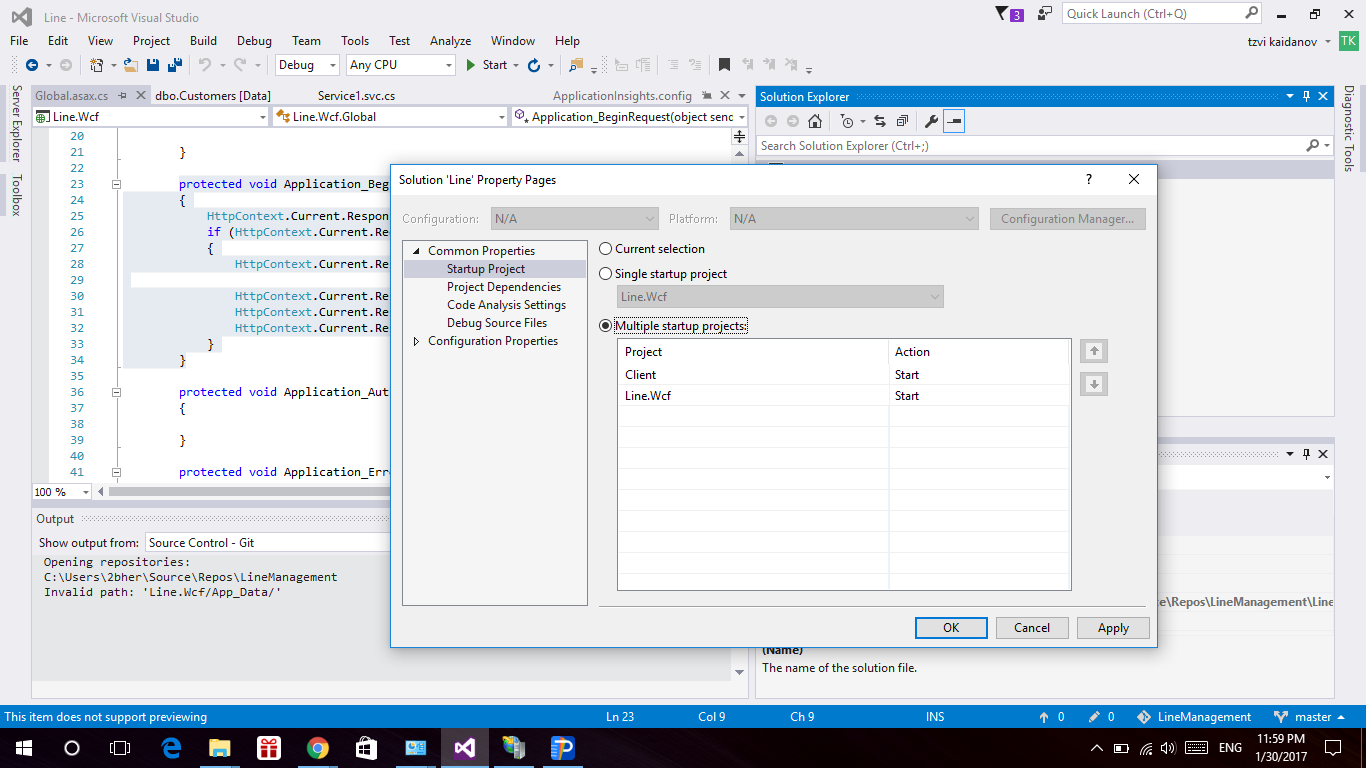 Line - Microsoft Visual Studio
3
Quick Launch (Ctrl+Q)
File Edit View Project Build Debug Team Tools Test Analyze Window Help
tzvi kaidanov TK
Debug Any CPU Start
Server Explorer
Toolbox
Global.asax.cs dbo.Customers [Data] Service1.svc.cs ApplicationInsights.config
Line.Wcf Line.Wcf.Global Application_BeginRequest(object senc
20
21 }
22
23 protected void Application_Beg
24 {
25 HttpContext.Current.Respon
26 if (HttpContext.Current.Re
27 {
28 HttpContext.Current.Re
29
30 HttpContext.Current.Re
31 HttpContext.Current.Re
32 HttpContext.Current.Re
33 }
34 }
35
36 protected void Application_Aut
37 {
38
39 }
40
41 protected void Application_Erro
100 %
Output
Show output from: Source Control - Git
Opening repositories:
C:\Users\2bher\Source\Repos\LineManagement
Invalid path: 'Line.Wcf/App_Data/'
Solution 'Line' Property Pages
?
Configuration: N/A Platform: N/A Configuration Manager...
Common Properties
Startup Project
Project Dependencies
Code Analysis Settings
Debug Source Files
Configuration Properties
Current selection
Single startup project
Line.Wcf
Multiple startup projects:
Project Action
Client Start
Line.Wcf Start
OK Cancel Apply
Solution Explorer
Search Solution Explorer (Ctrl+;)
Diagnostic Tools
e\Repos\LineManagement\Line
(Name)
The name of the solution file.
This item does not support previewing Ln 23 Col 9 Ch 9 INS 0 0 LineManagement master
ENG
11:59 PM
1/30/2017